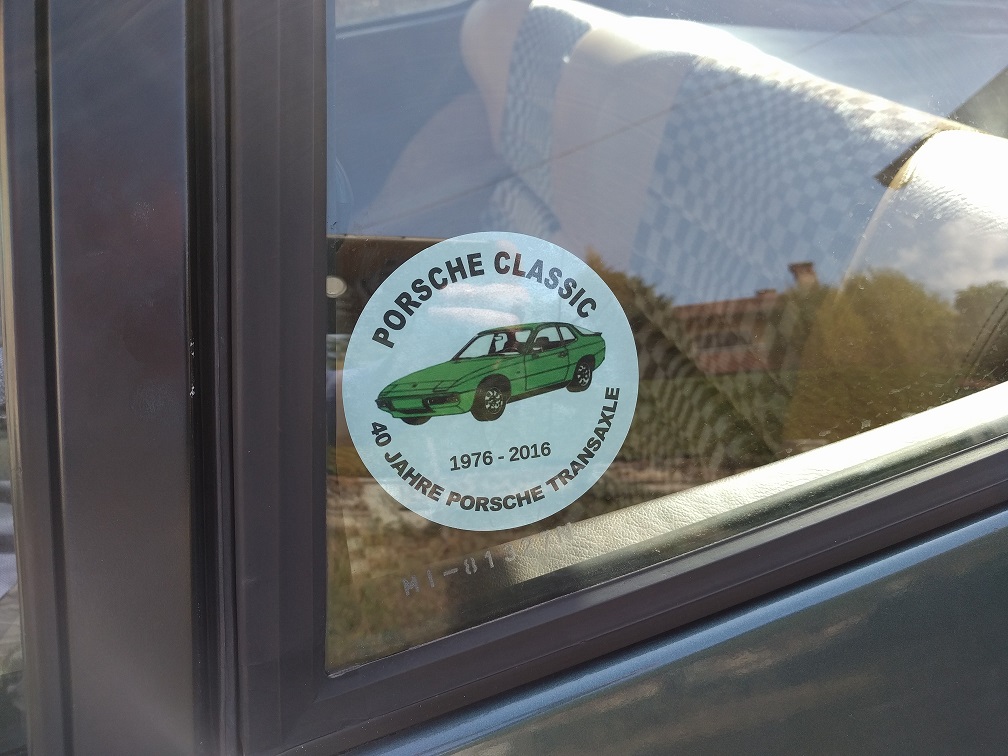 PORSCHE CLASSIC
1976 - 2016
40 JAHRE PORSCHE TRANSAXLE